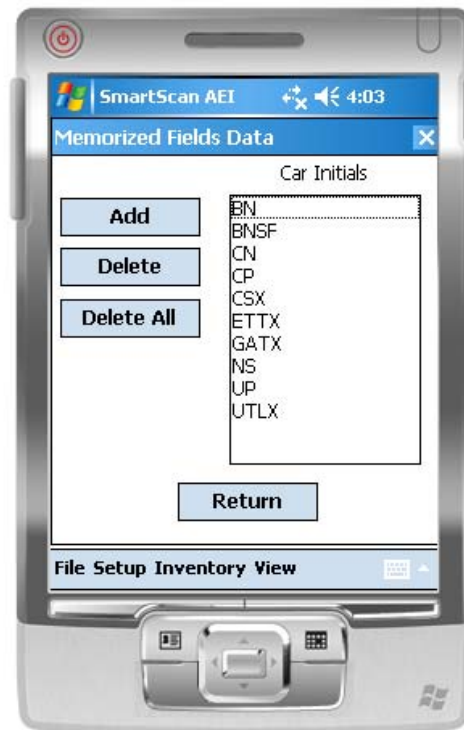 SmartScan AEI 4:03
Memorized Fields Data
Car Initials
Add
Delete
Delete All
BN
BNSF
CN
CP
CSX
ETTX
GATX
NS
UP
UTLX
Return
File Setup Inventory View